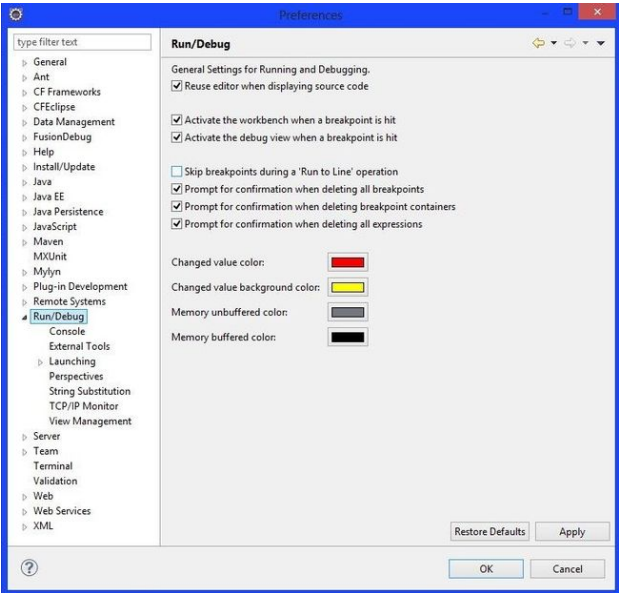 Preferences
type filter text
General
Ant
CF Frameworks
CFEclipse
Data Management
FusionDebug
Help
Install/Update
Java
Java EE
Java Persistence
JavaScript
Maven
MXUnit
Mylyn
Plug-in Development
Remote Systems
Run/Debug
Console
External Tools
Launching
Perspectives
String Substitution
TCP/IP Monitor
View Management
Server
Team
Terminal
Validation
Web
Web Services
XML
Run/Debug
General Settings for Running and Debugging.
Reuse editor when displaying source code
Activate the workbench when a breakpoint is hit
Activate the debug view when a breakpoint is hit
Skip breakpoints during a 'Run to Line' operation
Prompt for confirmation when deleting all breakpoints
Prompt for confirmation when deleting breakpoint containers
Prompt for confirmation when deleting all expressions
Changed value color:
Changed value background color:
Memory unbuffered color:
Memory buffered color:
Restore Defaults
Apply
OK
Cancel